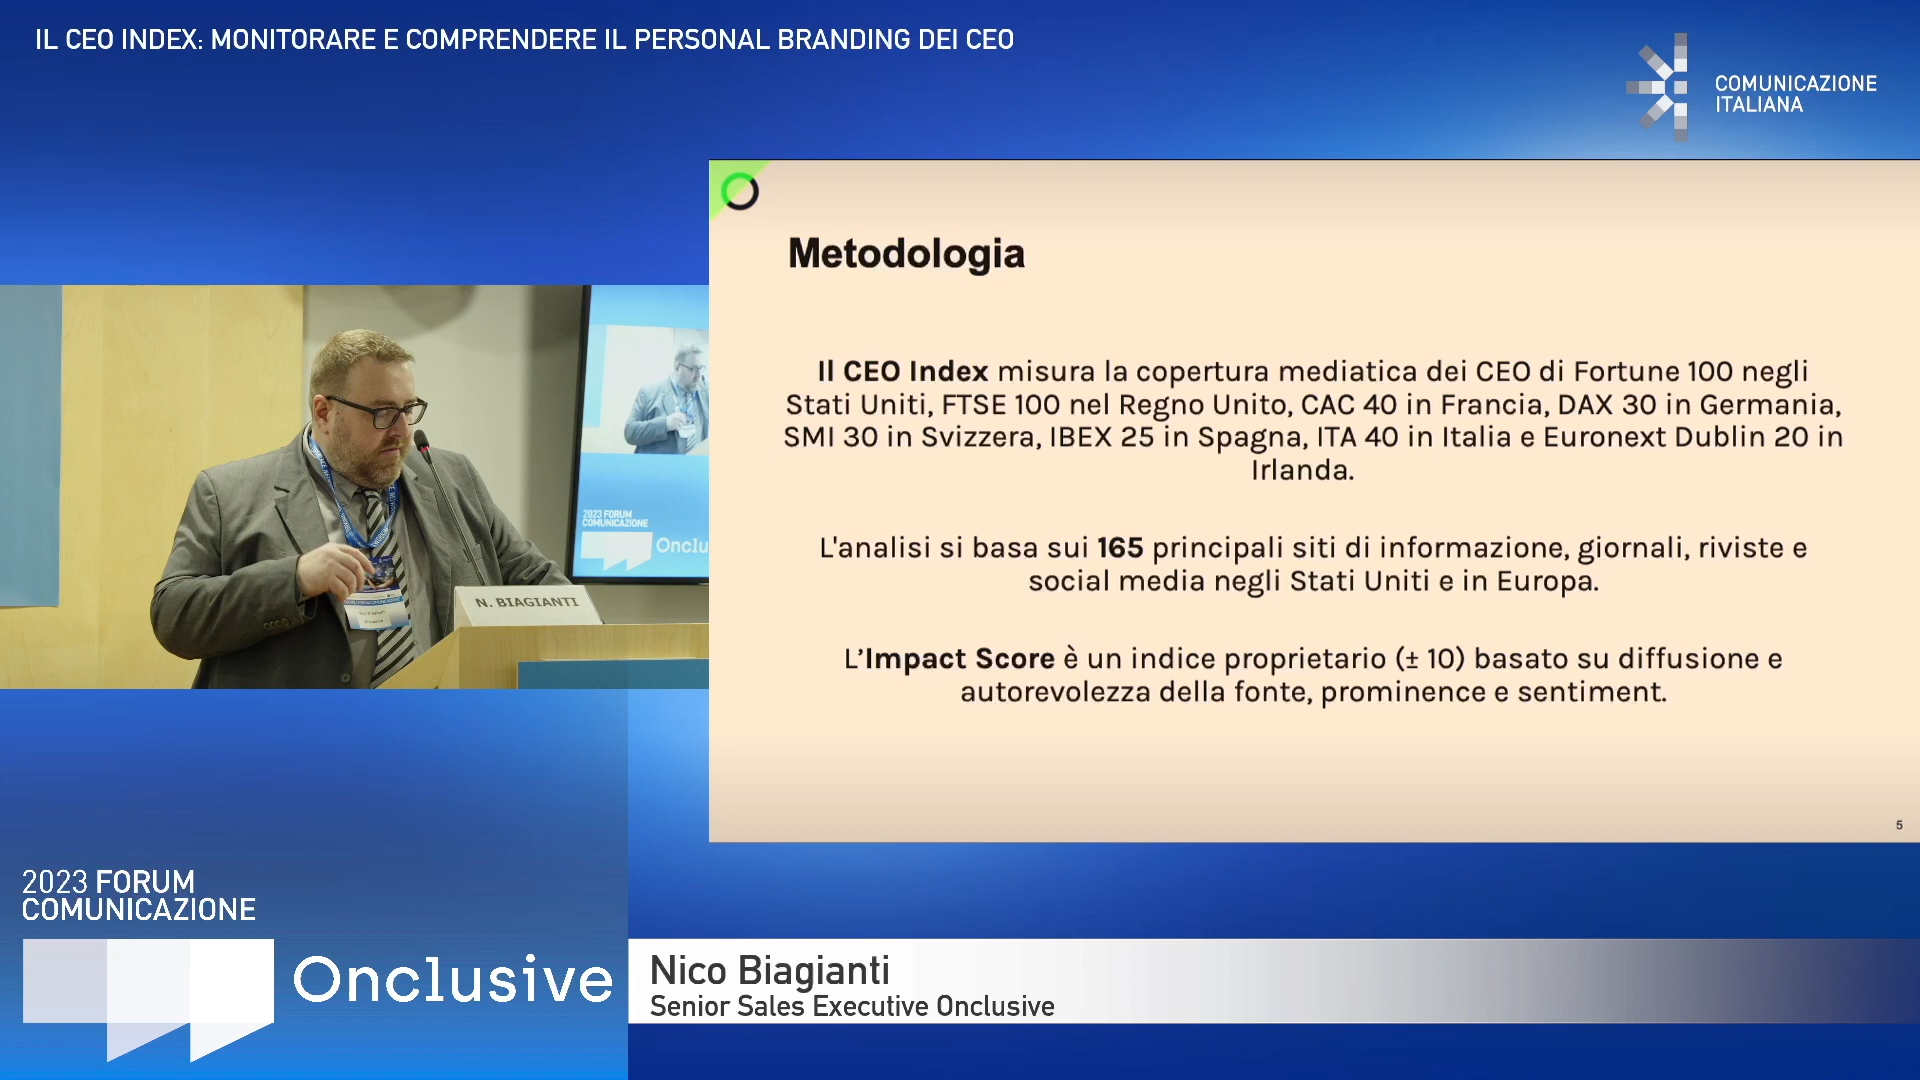 IL CEO INDEX: MONITORARE E COMPRENDERE IL PERSONAL BRANDING DEI CEO
COMUNICAZIONE
ITALIANA
Metodologia
Il CEO Index misura la copertura mediatica dei CEO di Fortune 100 negli
Stati Uniti, FTSE 100 nel Regno Unito, CAC 40 in Francia, DAX 30 in Germania,
SMI 30 in Svizzera, IBEX 25 in Spagna, ITA 40 in Italia e Euronext Dublin 20 in
Irlanda.
L'analisi si basa sui 165 principali siti di informazione, giornali, riviste e
social media negli Stati Uniti e in Europa.
L’Impact Score è un indice proprietario (± 10) basato su diffusione e
autorevolezza della fonte, prominence e sentiment.
5
2023 FORUM
COMUNICAZIONE
Onclu
N. BIAGIANTI
2023 FORUM
COMUNICAZIONE
Onclusive
Nico Biagianti
Senior Sales Executive Onclusive